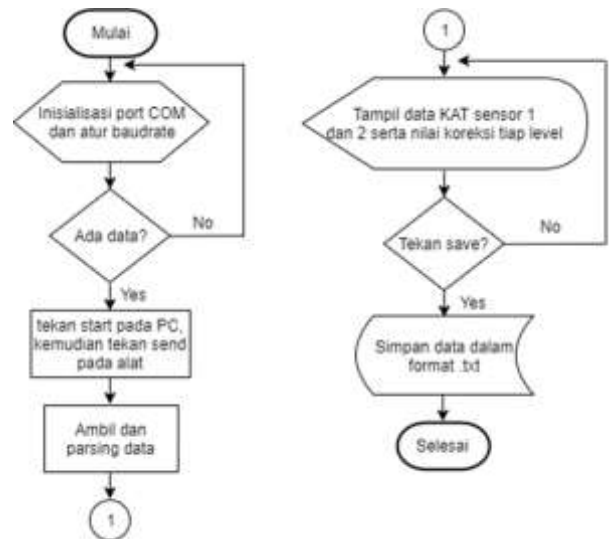 Mulai
Inisialisasi port COM
dan atur baudrate
Ada data?
No
Yes
tekan start pada PC,
kemudian tekan send
pada alat
Ambil dan
parsing data
1
1
Tampil data KAT sensor 1
dan 2 serta nilai koreksi tiap level
Tekan save?
No
Yes
Simpan data dalam
format .txt
Selesai